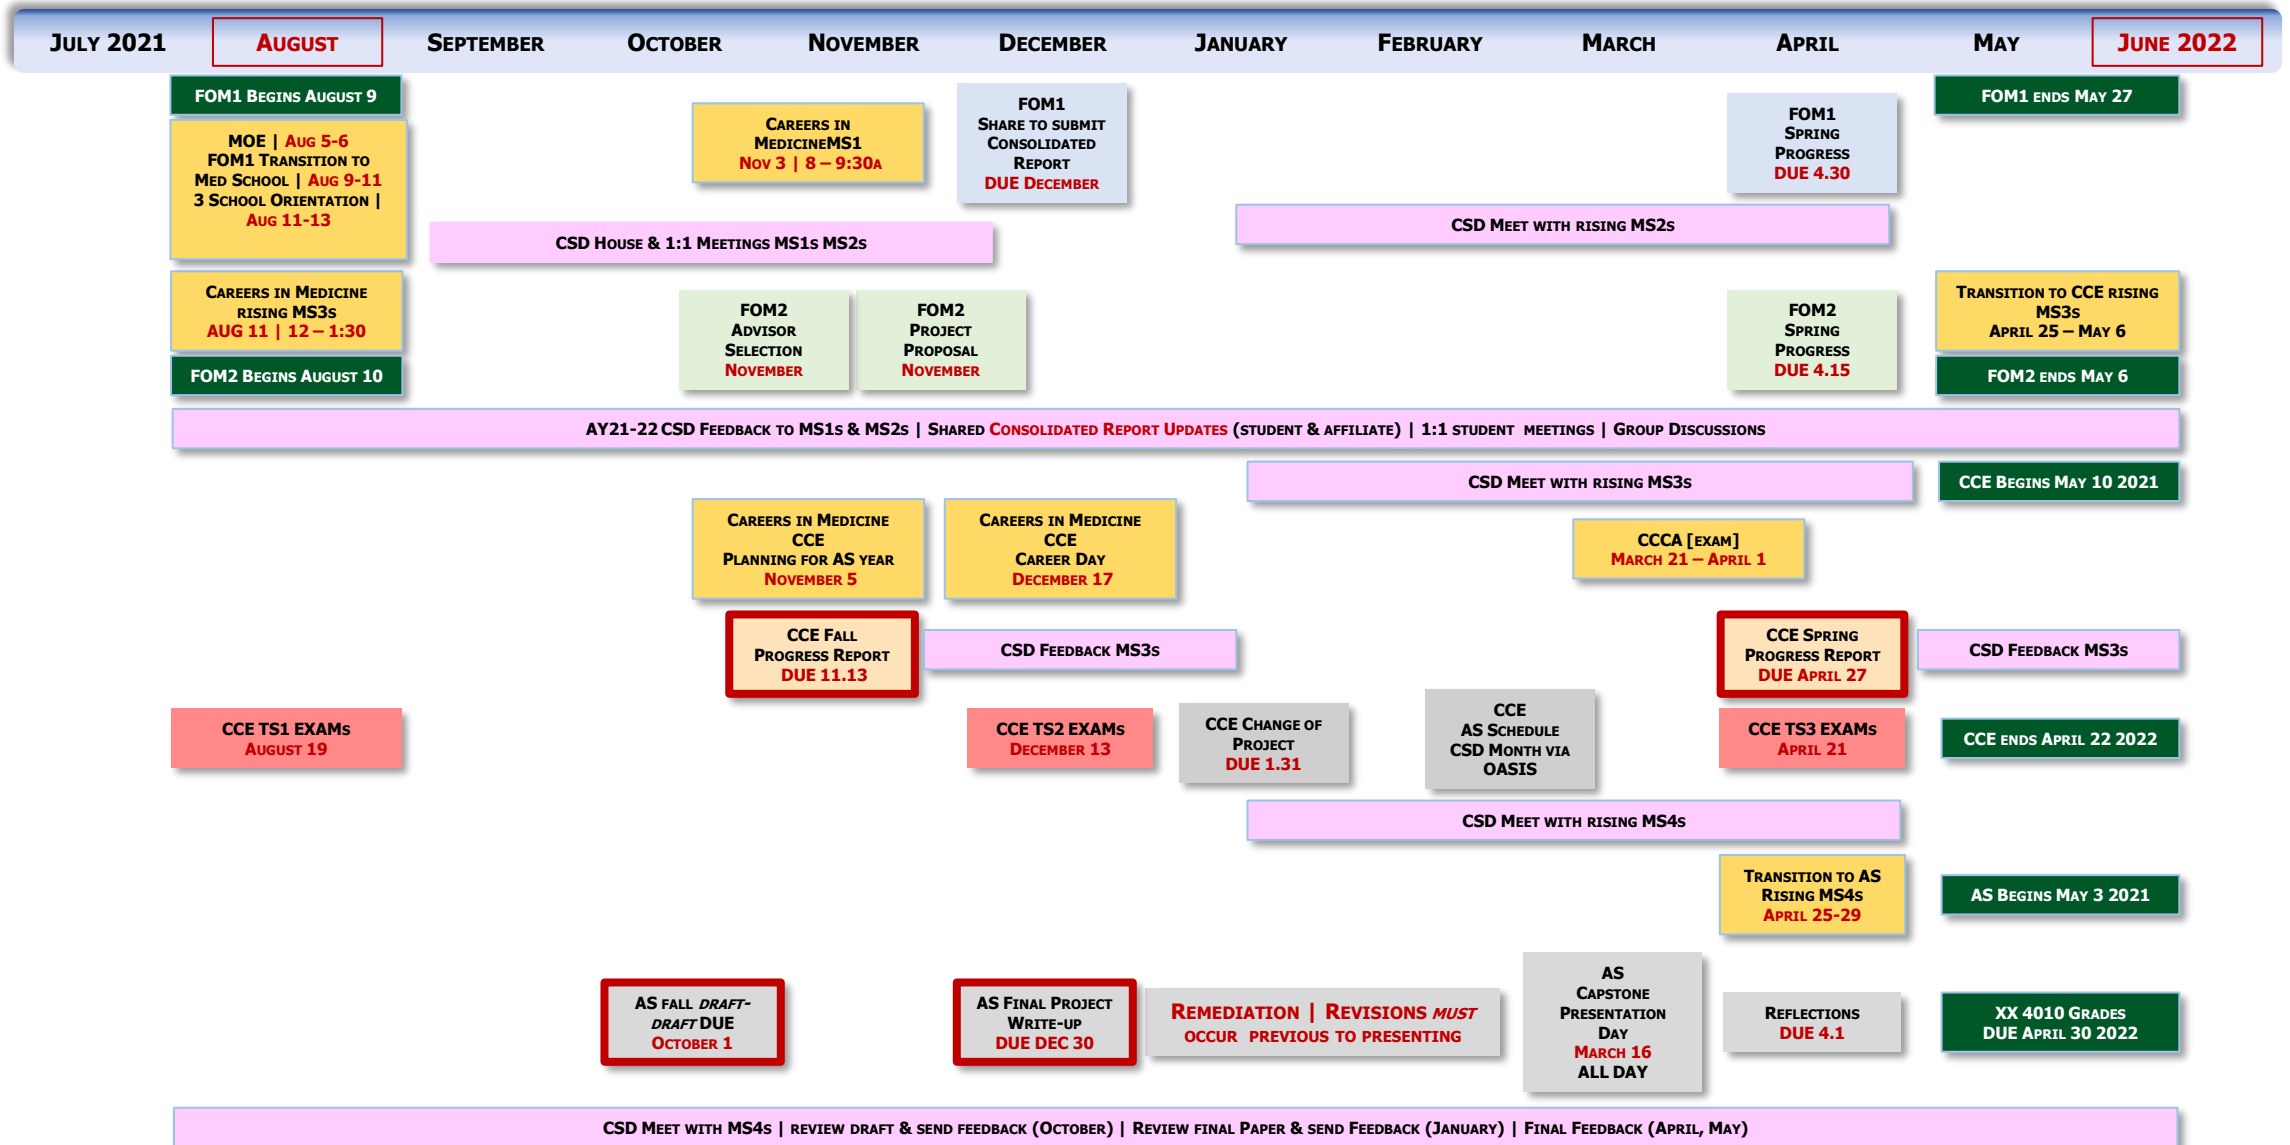 July 2021
August
September
October
November
December
January
February
March
April
May
June 2022
FOM1 Begins August 9
MOE | Aug 5-6
FOM1 Transition to
Med School | Aug 9-11
3 School Orientation |
Aug 11-13
Careers in
MedicineMS1
Nov 3 | 8 – 9:30a
FOM1
Share to submit
Consolidated
Report
DUE December
FOM1
Spring
Progress
DUE 4.30
FOM1 ends May 27
CSD House & 1:1 Meetings MS1s MS2s
CSD Meet with rising MS2s
Careers in Medicine
rising MS3s
AUG 11 | 12 – 1:30
FOM2
Advisor
Selection
November
FOM2
Project
Proposal
November
FOM2
Spring
Progress
DUE 4.15
Transition to CCE rising
MS3s
April 25 – May 6
FOM2 Begins August 10
FOM2 ends May 6
AY21-22 CSD Feedback to MS1s & MS2s | Shared Consolidated Report Updates (student & affiliate) | 1:1 student meetings | Group Discussions
CSD Meet with rising MS3s
CCE Begins May 10 2021
Careers in Medicine
CCE
Planning for AS year
November 5
Careers in Medicine
CCE
Career Day
December 17
CCCA [exam]
March 21 – April 1
CCE Fall
Progress Report
DUE 11.13
CSD Feedback MS3s
CCE Spring
Progress Report
DUE April 27
CSD Feedback MS3s
CCE TS1 EXAMs
August 19
CCE TS2 EXAMs
December 13
CCE Change of
Project
DUE 1.31
CCE
AS Schedule
CSD Month via
OASIS
CCE TS3 EXAMs
April 21
CCE ends April 22 2022
CSD Meet with rising MS4s
Transition to AS
Rising MS4s
April 25-29
AS Begins May 3 2021
AS fall draft-
draft DUE
October 1
AS Final Project
Write-up
DUE DEC 30
Remediation | Revisions must
occur previous to presenting
AS
Capstone
Presentation
Day
March 16
ALL DAY
Reflections
DUE 4.1
XX 4010 Grades
DUE April 30 2022
CSD Meet with MS4s | review draft & send feedback (October) | Review final Paper & send Feedback (January) | Final Feedback (April, May)